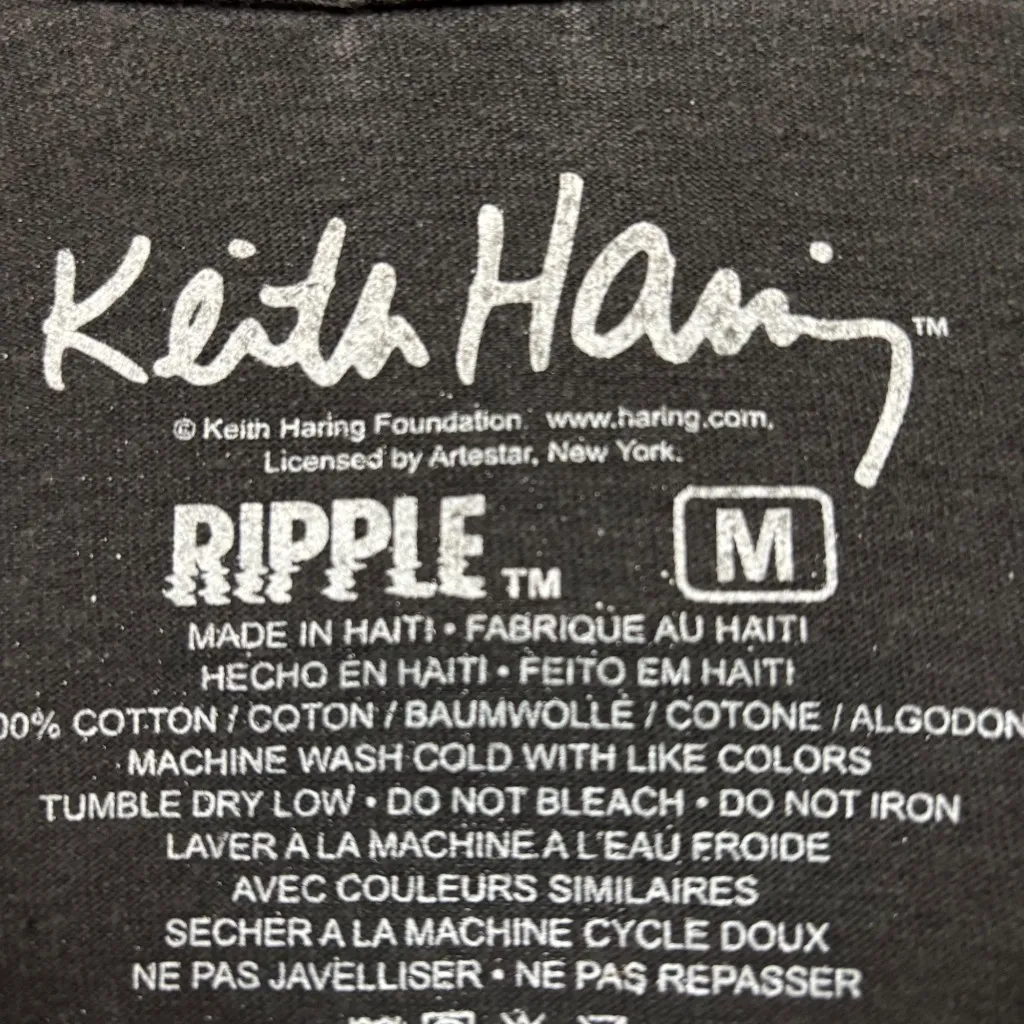 Keith Haring™
© Keith Haring Foundation. www.haring.com.
Licensed by Artestar, New York.
RIPPLE TM M
MADE IN HAITI • FABRIQUE AU HAITI
HECHO EN HAITI • FEITO EM HAITI
00% COTTON / COTON / BAUMWOLLE / COTONE / ALGODON
MACHINE WASH COLD WITH LIKE COLORS
TUMBLE DRY LOW • DO NOT BLEACH • DO NOT IRON
LAVER A LA MACHINE A L'EAU FROIDE
AVEC COULEURS SIMILAIRES
SECHER A LA MACHINE CYCLE DOUX
NE PAS JAVELLISER • NE PAS REPASSER